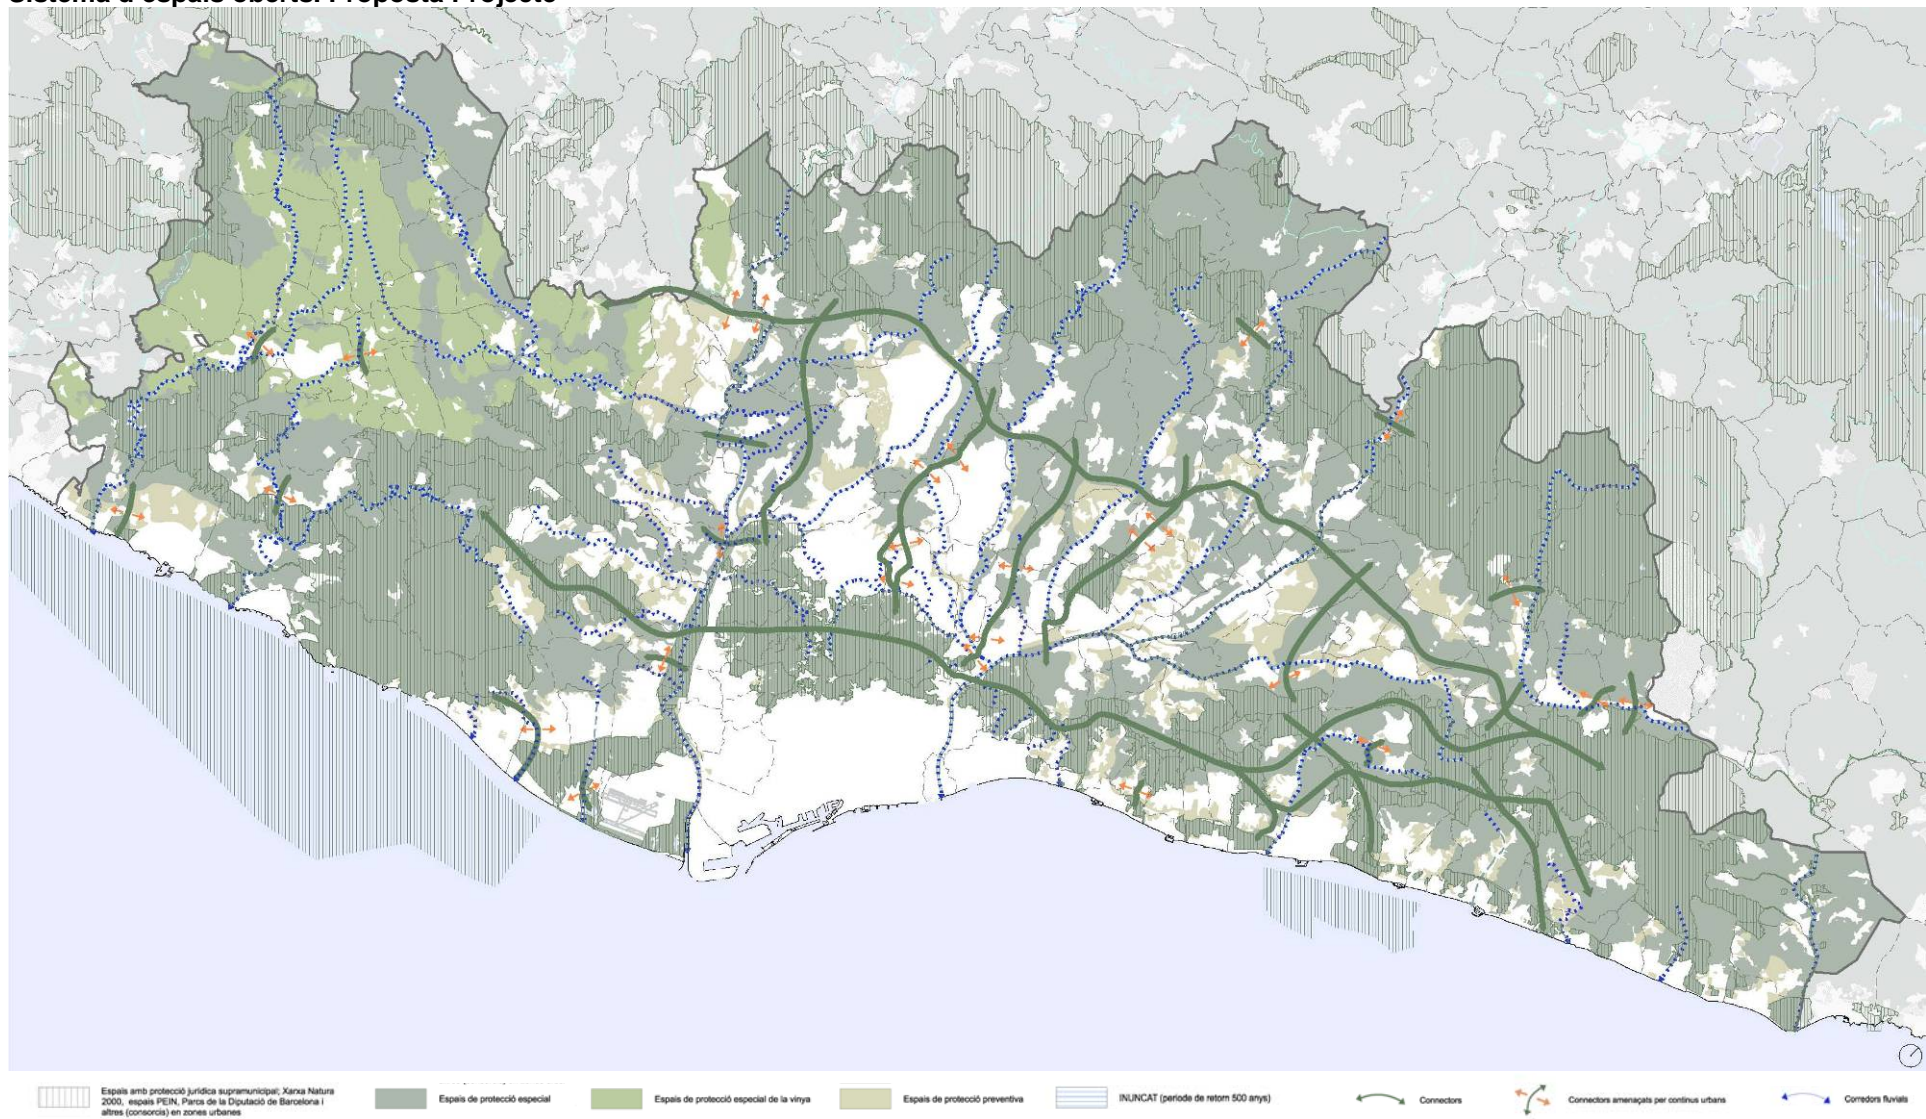 Sistema d'espais oberts. Proposta Projecte
Espais amb protecció jurídica supramunicipal; Xarxa Natura
2000, espais PEIN, Parcs de la Diputació de Barcelona i
altres (consorcis) en zones urbanes
Espais de protecció especial
Espais de protecció especial de la vinya
Espais de protecció preventiva
INUNCAT (periode de retorn 500 anys)
Connectors
Connectors amenaçats per continus urbans
Corredors fluvials